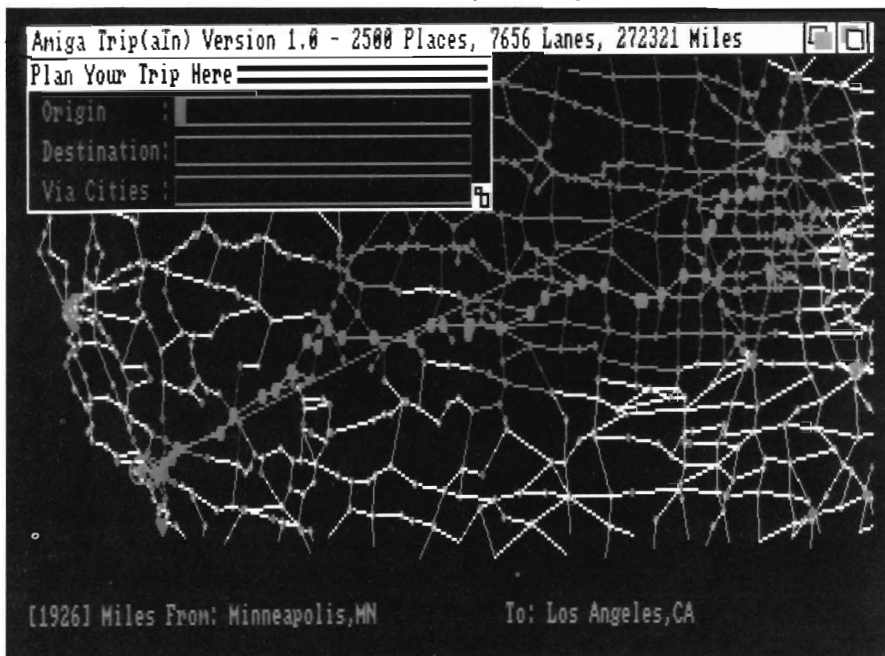 Amiga Trip(aIn) Version 1.0 - 2500 Places, 7656 Lanes, 272321 Miles
Plan Your Trip Here
Origin :
Destination:
Via Cities :
[1926] Miles From: Minneapolis,MN To: Los Angeles,CA